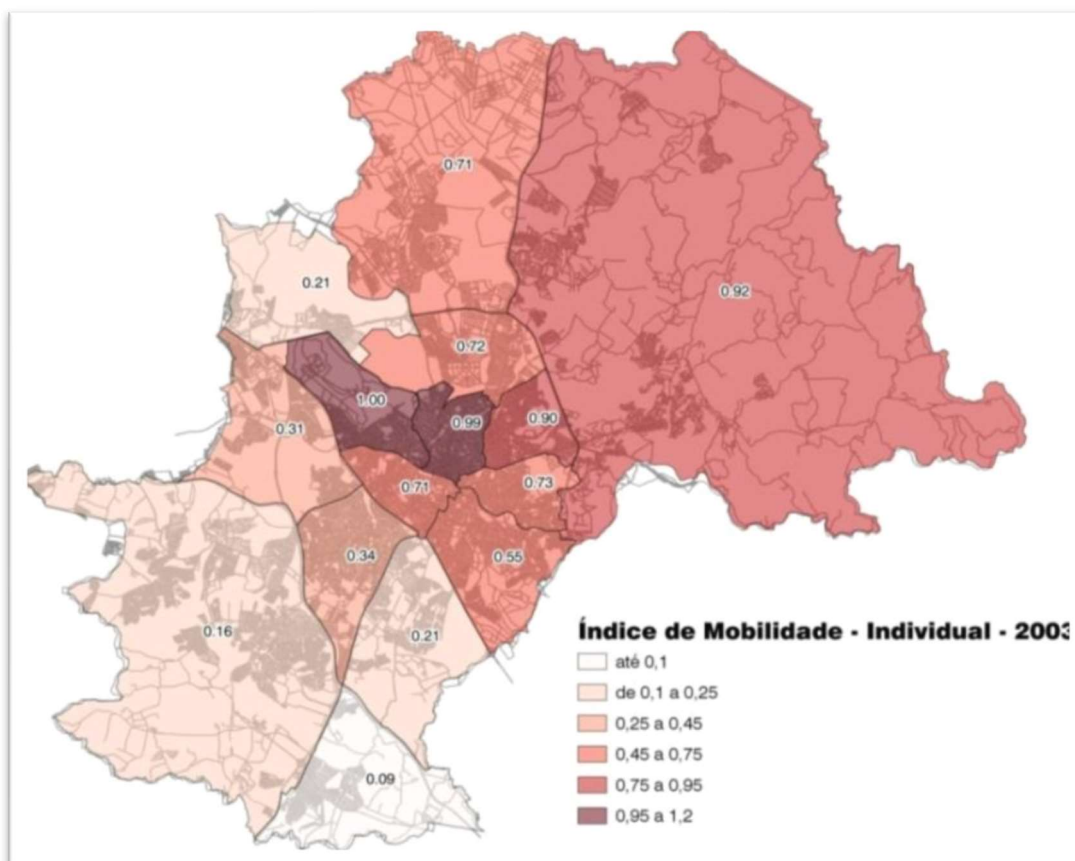 0.71
0.21
0.92
0.72
1.00
0.99
0.90
0.31
0.71
0.73
0.34
0.55
0.16
0.21
0.09
Índice de Mobilidade - Individual - 2003
até 0,1
de 0,1 a 0,25
0,25 a 0,45
0,45 a 0,75
0,75 a 0,95
0,95 a 1,2